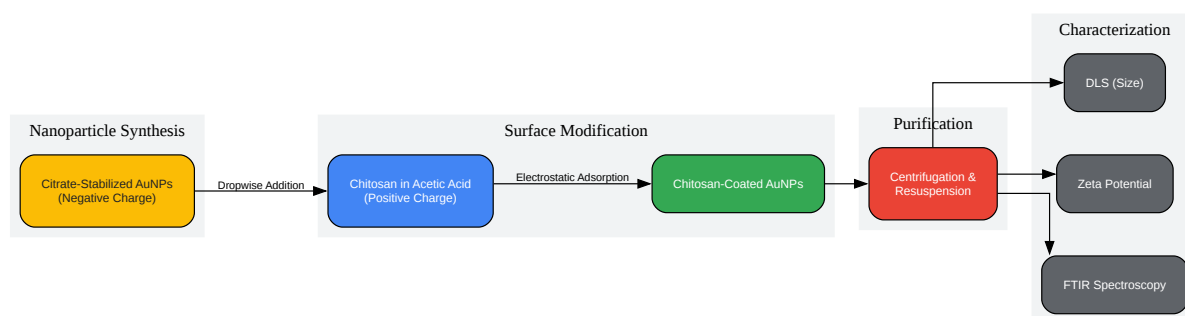 Nanoparticle Synthesis
Citrate-Stabilized AuNPs
(Negative Charge)
Dropwise Addition
Surface Modification
Chitosan in Acetic Acid
(Positive Charge)
Electrostatic Adsorption
Chitosan-Coated AuNPs
Purification
Centrifugation &
Resuspension
Characterization
DLS (Size)
Zeta Potential
FTIR Spectroscopy